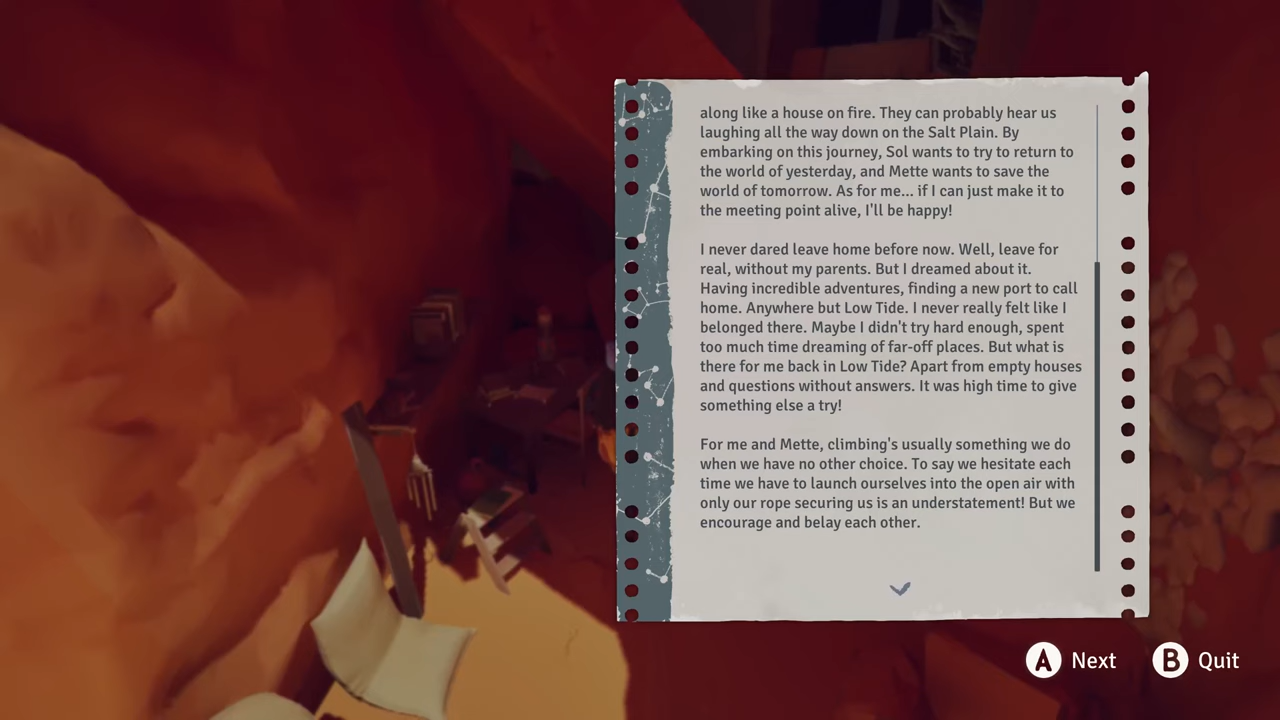 along like a house on fire. They can probably hear us
laughing all the way down on the Salt Plain. By
embarking on this journey, Sol wants to try to return to
the world of yesterday, and Mette wants to save the
world of tomorrow. As for me... if I can just make it to
the meeting point alive, I'll be happy!
I never dared leave home before now. Well, leave for
real, without my parents. But I dreamed about it.
Having incredible adventures, finding a new port to call
home. Anywhere but Low Tide. I never really felt like I
belonged there. Maybe I didn't try hard enough, spent
too much time dreaming of far-off places. But what is
there for me back in Low Tide? Apart from empty houses
and questions without answers. It was high time to give
something else a try!
For me and Mette, climbing's usually something we do
when we have no other choice. To say we hesitate each
time we have to launch ourselves into the open air with
only our rope securing us is an understatement! But we
encourage and belay each other.
A Next B Quit